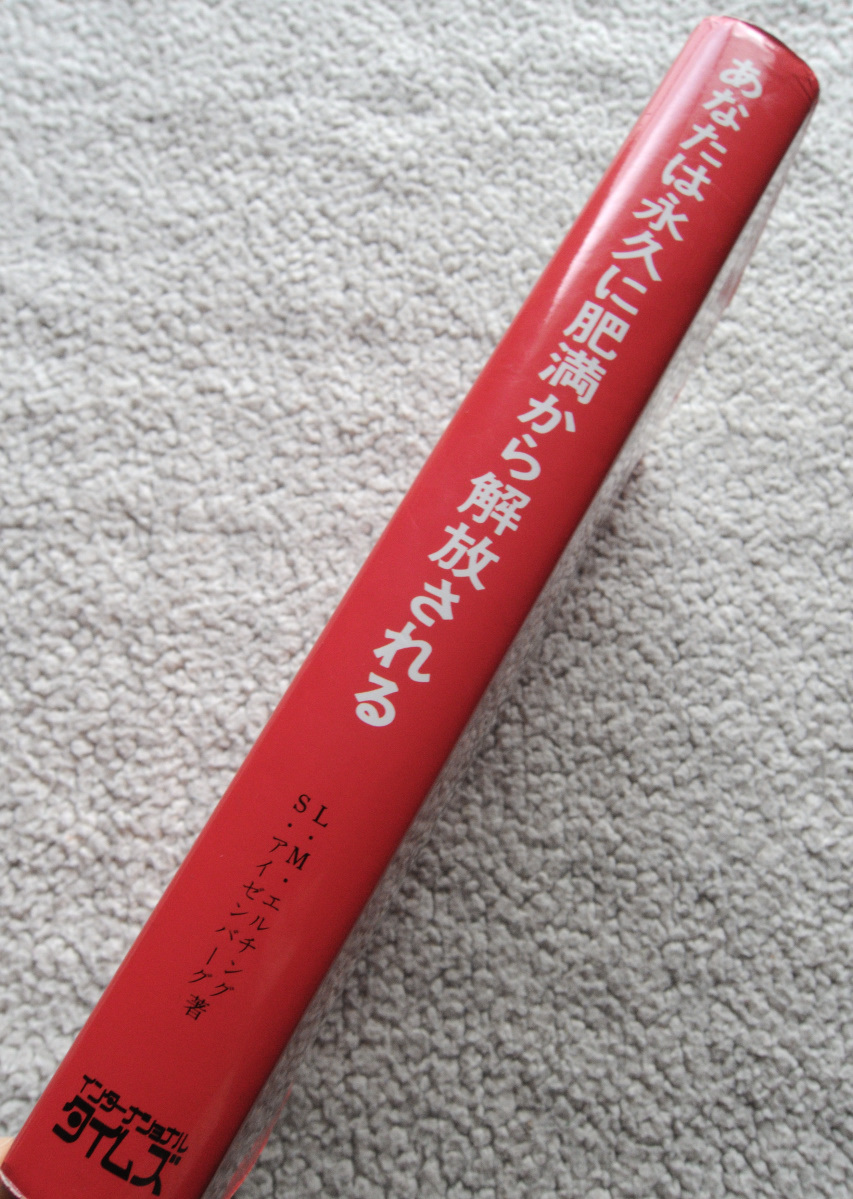 あなたは永久に肥満から解放される
L・M・エルチング
S・アイゼンバーグ 著
インターナショナル
タイムズ